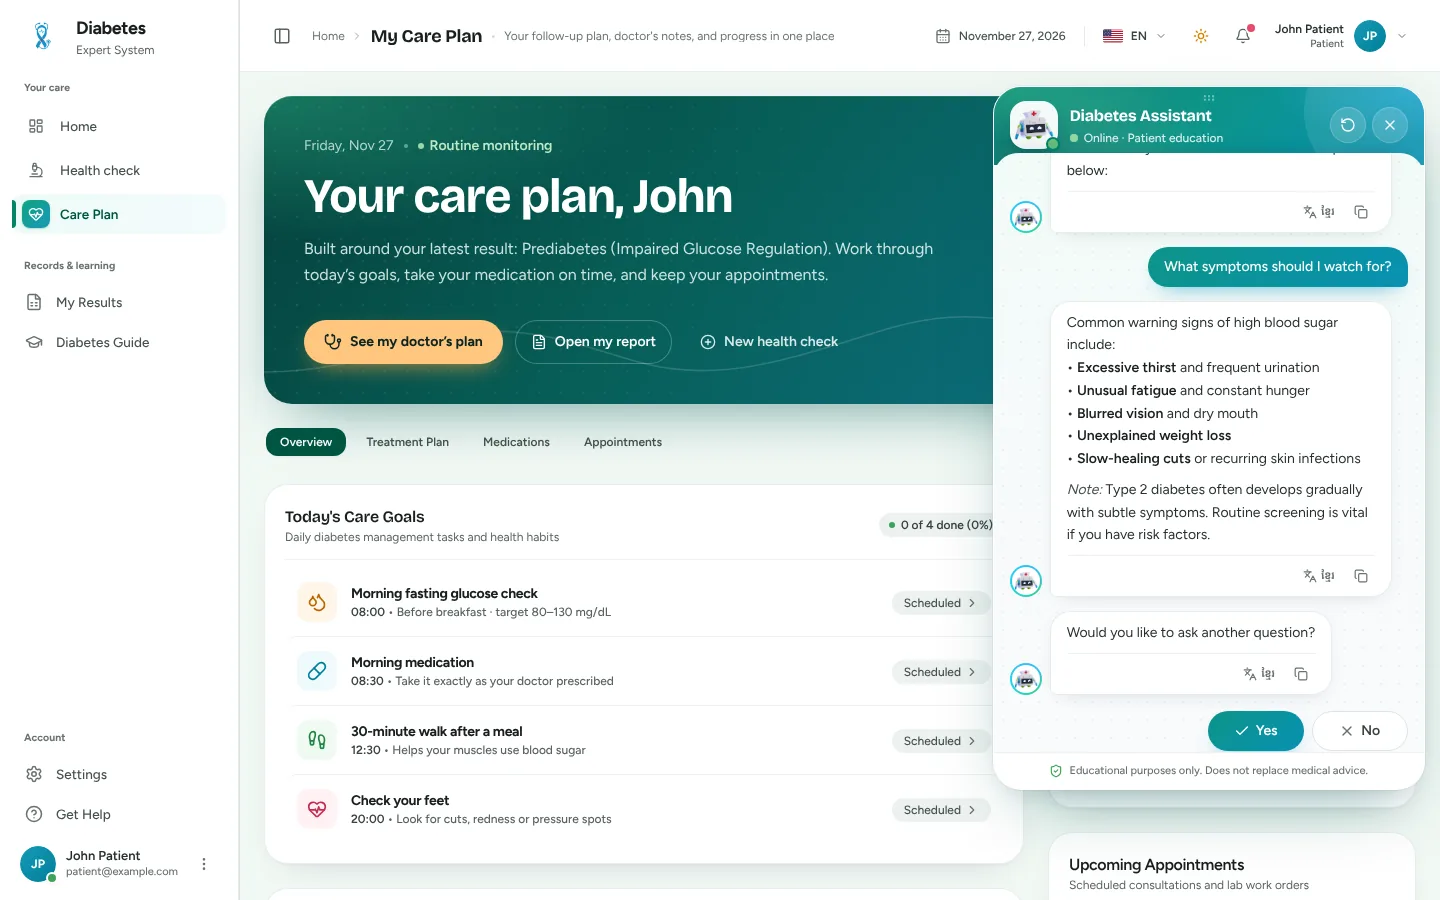 Diabetes
Expert System
Your care
Home
Health check
Care Plan
Records & learning
My Results
Diabetes Guide
Account
Settings
Get Help
JP
John Patient
patient@example.com
Home
My Care Plan
· Your follow-up plan, doctor's notes, and progress in one place
November 27, 2026
EN
John Patient
Patient
JP
Friday, Nov 27 • Routine monitoring
Your care plan, John
Built around your latest result: Prediabetes (Impaired Glucose Regulation). Work through
today’s goals, take your medication on time, and keep your appointments.
See my doctor’s plan
Open my report
New health check
Overview
Treatment Plan
Medications
Appointments
Today's Care Goals
Daily diabetes management tasks and health habits
0 of 4 done (0%)
Morning fasting glucose check
08:00 • Before breakfast · target 80–130 mg/dL
Scheduled
Morning medication
08:30 • Take it exactly as your doctor prescribed
Scheduled
30-minute walk after a meal
12:30 • Helps your muscles use blood sugar
Scheduled
Check your feet
20:00 • Look for cuts, redness or pressure spots
Scheduled
Diabetes Assistant
Online · Patient education
below:
ខ្មែរ
What symptoms should I watch for?
Common warning signs of high blood sugar
include:
• Excessive thirst and frequent urination
• Unusual fatigue and constant hunger
• Blurred vision and dry mouth
• Unexplained weight loss
• Slow-healing cuts or recurring skin infections
Note: Type 2 diabetes often develops gradually
with subtle symptoms. Routine screening is vital
if you have risk factors.
ខ្មែរ
Would you like to ask another question?
ខ្មែរ
Yes
No
Educational purposes only. Does not replace medical advice.
Upcoming Appointments
Scheduled consultations and lab work orders